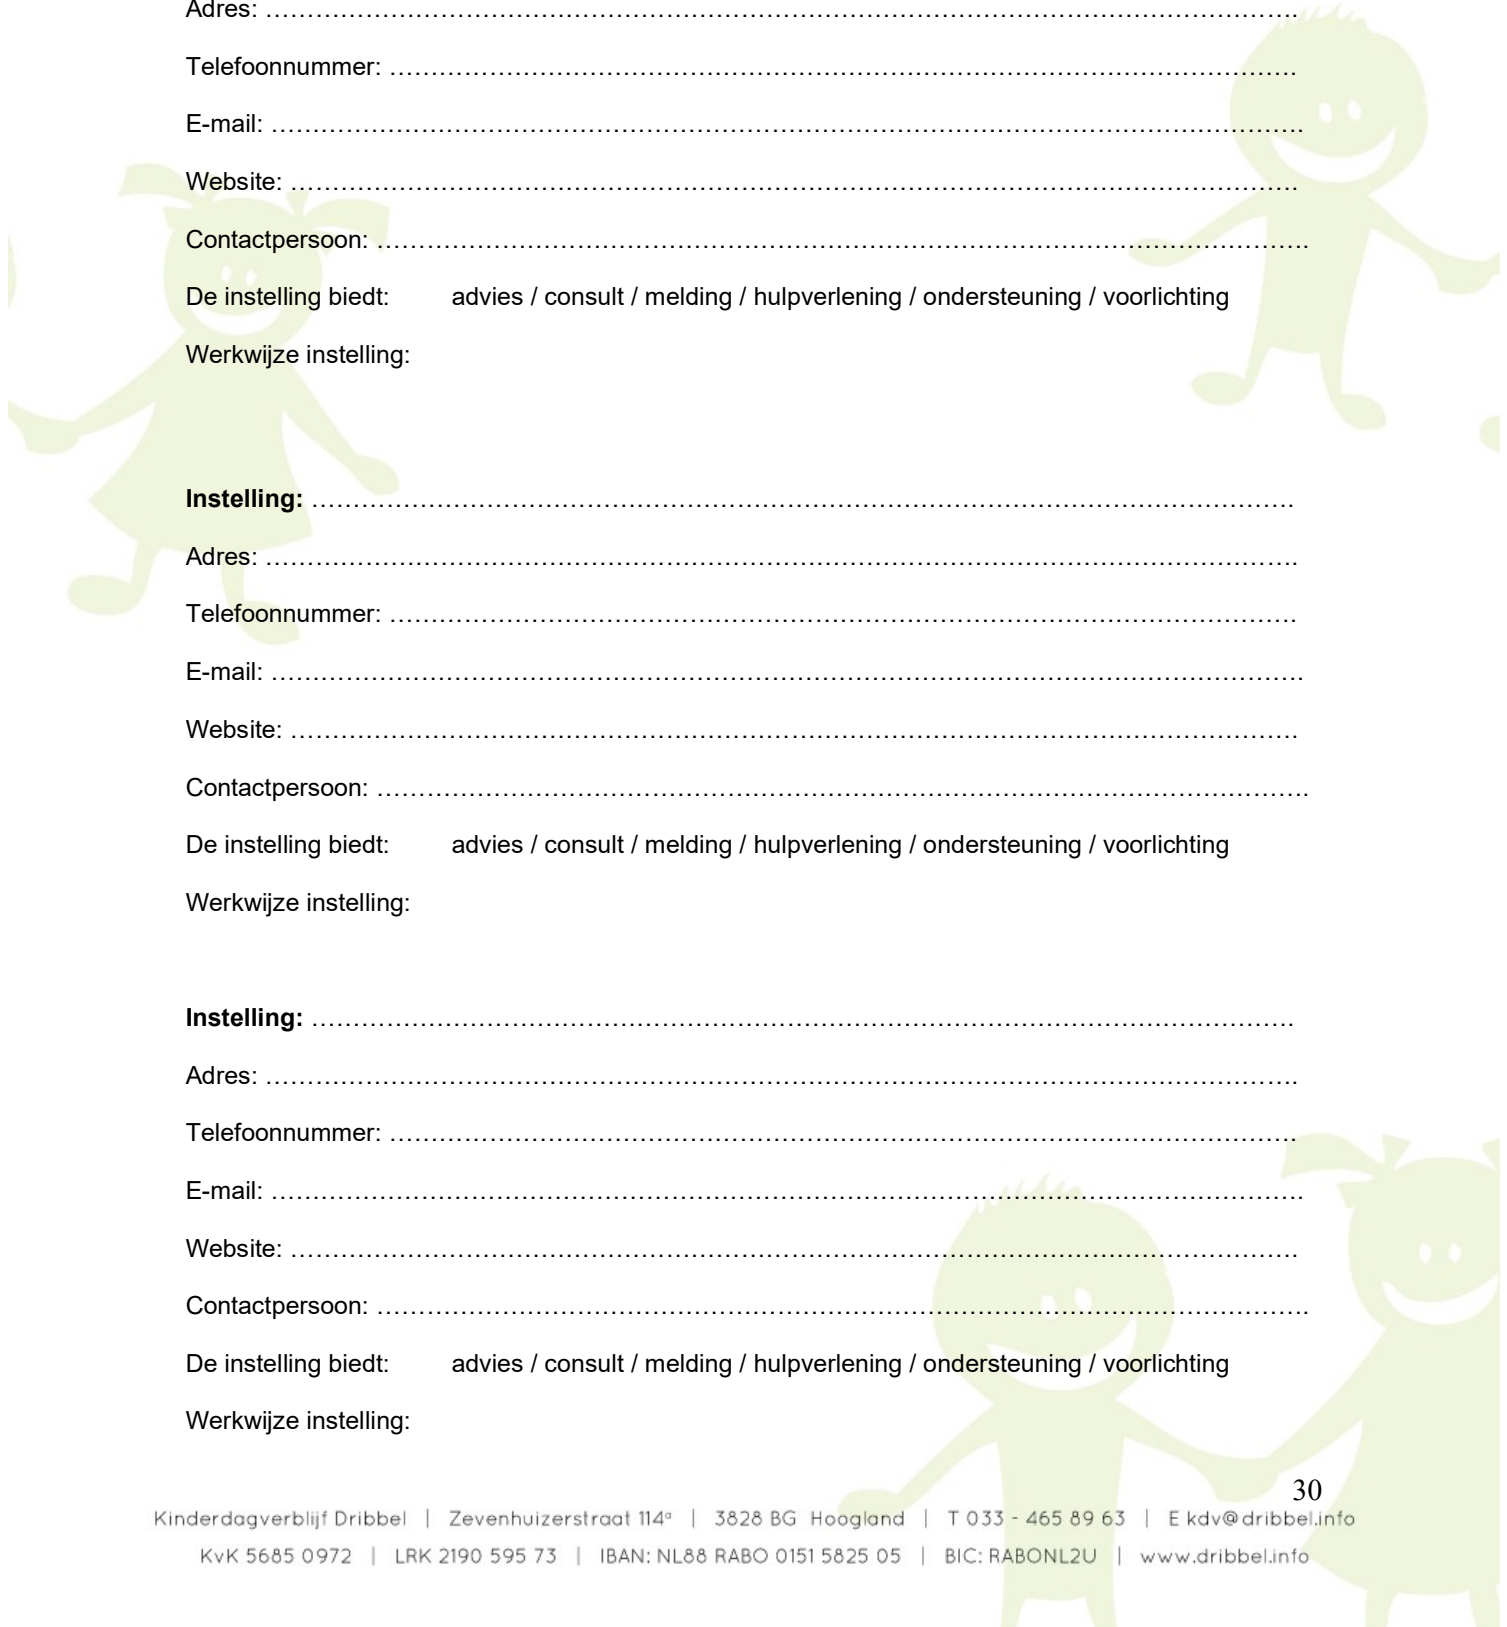 Adres: ……………………………………………………………………………………………………………..
Telefoonnummer: ……………………………………………………………………………………………….
E-mail: …………………………………………………………………………………………………………….
Website: ………………………………………………………………………………………………………….
Contactpersoon: ………………………………………………………………………………………………….
De instelling biedt: advies / consult / melding / hulpverlening / ondersteuning / voorlichting
Werkwijze instelling:
Instelling: ……………………………………………………………………………………………………….
Adres: …………………………………………………………………………………………………………….
Telefoonnummer: ……………………………………………………………………………………………….
E-mail: …………………………………………………………………………………………………………….
Website: ………………………………………………………………………………………………………….
Contactpersoon: ………………………………………………………………………………………………….
De instelling biedt: advies / consult / melding / hulpverlening / ondersteuning / voorlichting
Werkwijze instelling:
Instelling: ……………………………………………………………………………………………………….
Adres: …………………………………………………………………………………………………………….
Telefoonnummer: ……………………………………………………………………………………………….
E-mail: …………………………………………………………………………………………………………….
Website: ………………………………………………………………………………………………………….
Contactpersoon: ………………………………………………………………………………………………….
De instelling biedt: advies / consult / melding / hulpverlening / ondersteuning / voorlichting
Werkwijze instelling:
30
Kinderdagverblijf Dribbel | Zevenhuizerstraat 114ᵃ | 3828 BG Hoogland | T 033 - 465 89 63 | E kdv@dribbel.info
KvK 5685 0972 | LRK 2190 595 73 | IBAN: NL88 RABO 0151 5825 05 | BIC: RABONL2U | www.dribbel.info